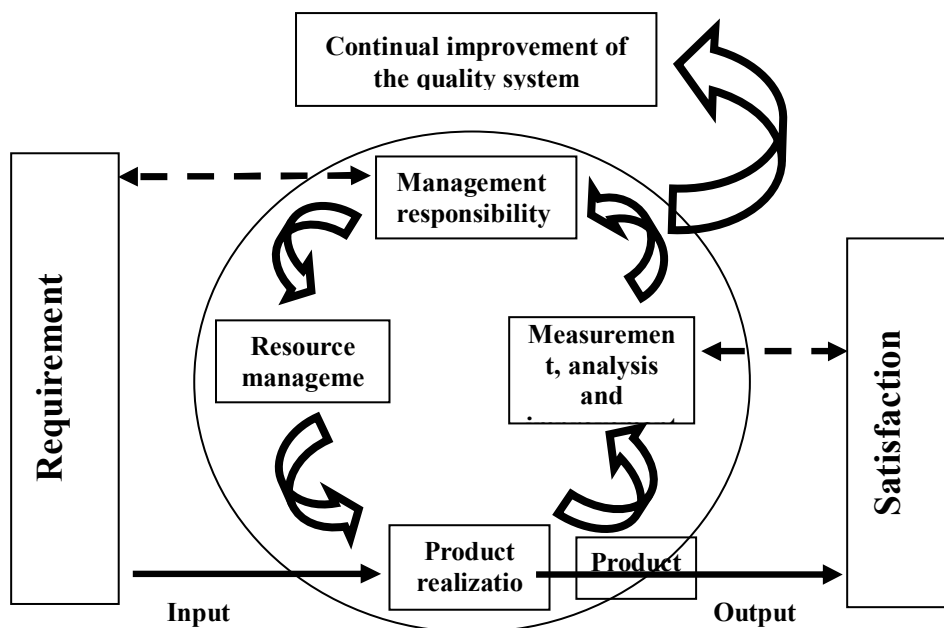 Continual improvement of
the quality system
Management
responsibility
Requirement
Resource
manageme
Measuremen
t, analysis
and
Satisfaction
Product
realizatio
Product
Input
Output